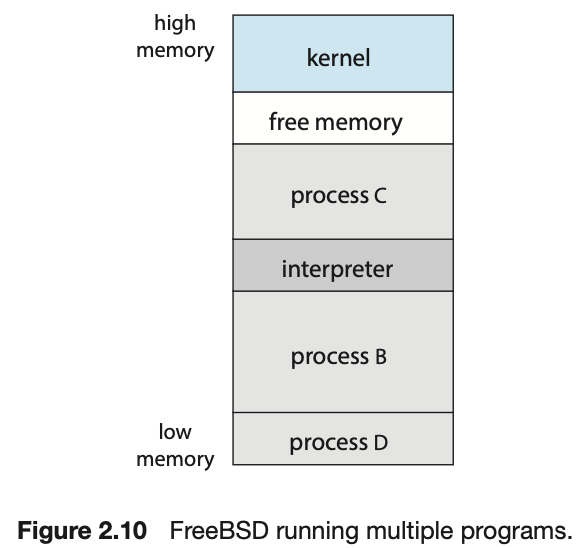 high
memory
kernel
free memory
process C
interpreter
process B
process D
low
memory
Figure 2.10 FreeBSD running multiple programs.